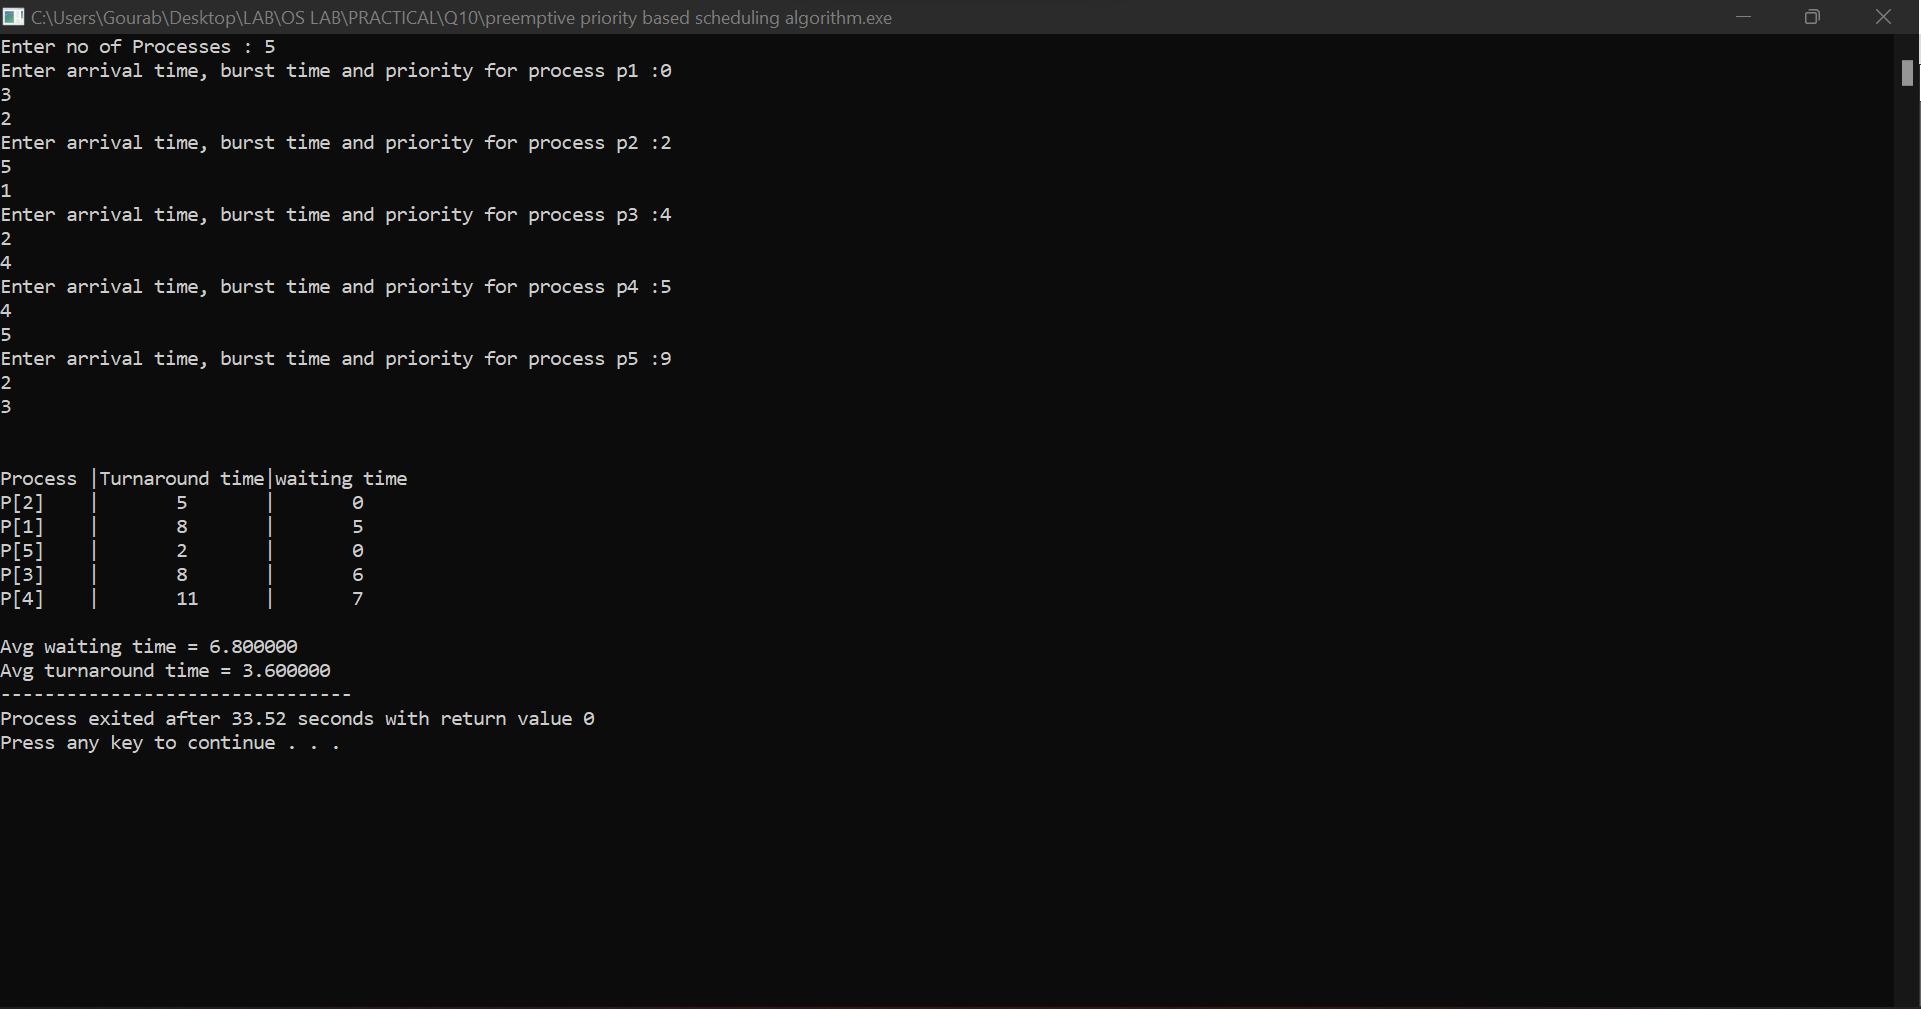 C:\Users\Gourab\Desktop\LAB\OS LAB\PRACTICAL\Q10\preemptive priority based scheduling algorithm.exe
Enter no of Processes : 5
Enter arrival time, burst time and priority for process p1 :0
3
2
Enter arrival time, burst time and priority for process p2 :2
5
1
Enter arrival time, burst time and priority for process p3 :4
2
4
Enter arrival time, burst time and priority for process p4 :5
4
5
Enter arrival time, burst time and priority for process p5 :9
2
3
Process |Turnaround time|waiting time
P[2]    |       5       |       0
P[1]    |       8       |       5
P[5]    |       2       |       0
P[3]    |       8       |       6
P[4]    |       11      |       7
Avg waiting time = 6.800000
Avg turnaround time = 3.600000
--------------------------------
Process exited after 33.52 seconds with return value 0
Press any key to continue . . .